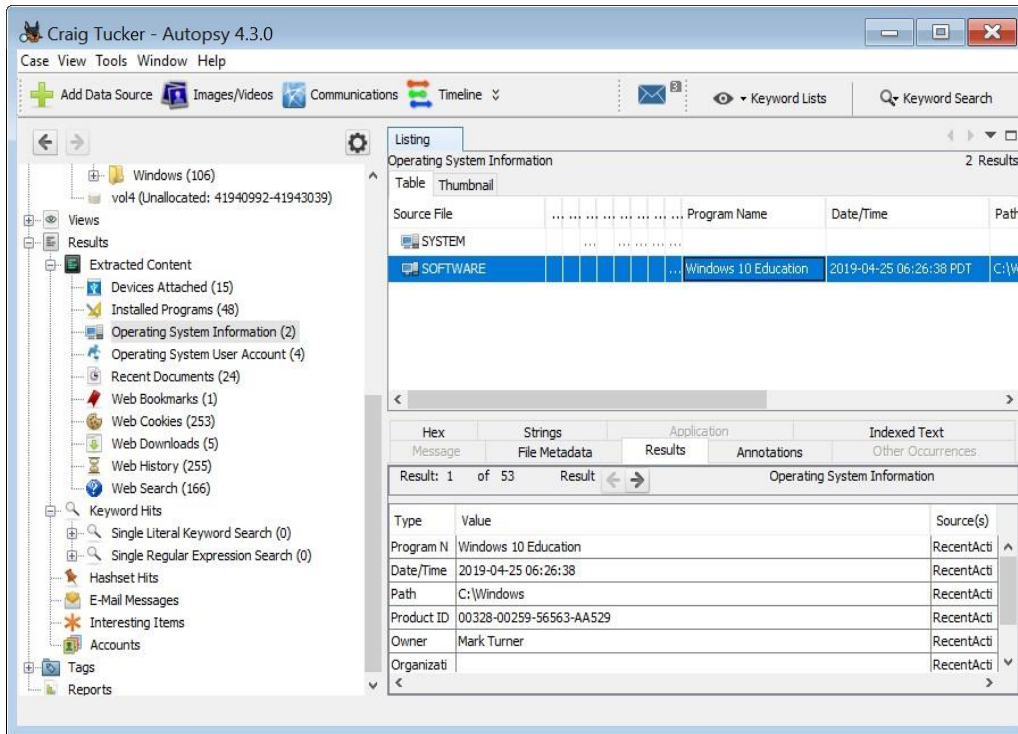 Craig Tucker - Autopsy 4.3.0
Case View Tools Window Help
Add Data Source Images/Videos Communications Timeline 3 Keyword Lists Keyword Search
Windows (106)
vol4 (Unallocated: 41940992-41943039)
Views
Results
Extracted Content
Devices Attached (15)
Installed Programs (48)
Operating System Information (2)
Operating System User Account (4)
Recent Documents (24)
Web Bookmarks (1)
Web Cookies (253)
Web Downloads (5)
Web History (255)
Web Search (166)
Keyword Hits
Single Literal Keyword Search (0)
Single Regular Expression Search (0)
Hashset Hits
E-Mail Messages
Interesting Items
Accounts
Tags
Reports
Listing
Operating System Information 2 Results
Table Thumbnail
Source File ... ... ... ... ... ... ... ... Program Name Date/Time Path
SYSTEM ... ... ... ... ...
SOFTWARE ... Windows 10 Education 2019-04-25 06:26:38 PDT C:\W
Hex Strings Application Indexed Text
Message File Metadata Results Annotations Other Occurrences
Result: 1 of 53 Result Operating System Information
Type Value Source(s)
Program N Windows 10 Education RecentActi
Date/Time 2019-04-25 06:26:38 RecentActi
Path C:\Windows RecentActi
Product ID 00328-00259-56563-AA529 RecentActi
Owner Mark Turner RecentActi
Organizati RecentActi